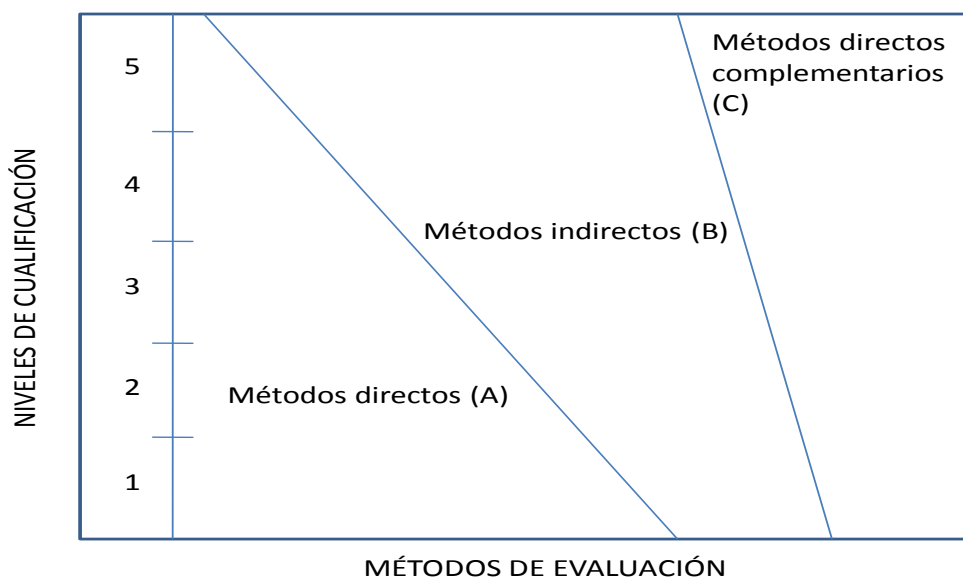 Métodos directos
complementarios
(C)
5
4
Métodos indirectos (B)
3
2
Métodos directos (A)
1
NIVELES DE CUALIFICACIÓN
MÉTODOS DE EVALUACIÓN